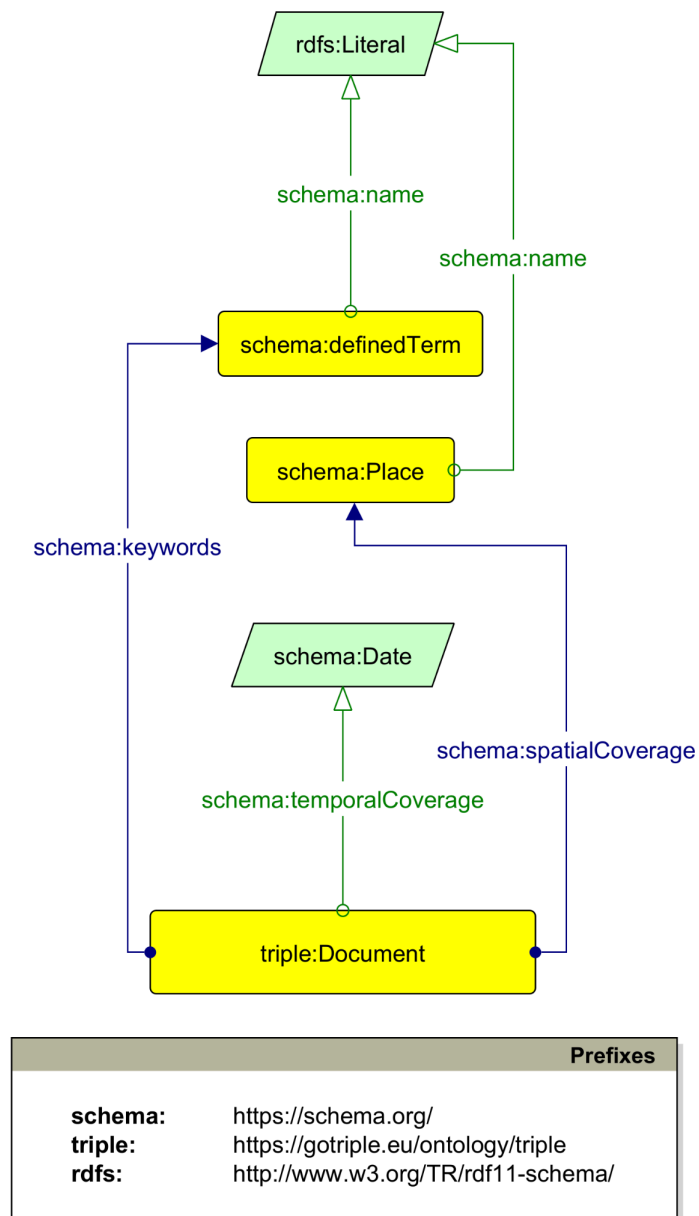 rdfs:Literal
schema:name
schema:name
schema:definedTerm
schema:Place
schema:keywords
schema:Date
schema:spatialCoverage
schema:temporalCoverage
triple:Document
Prefixes
schema: https://schema.org/
triple: https://gotriple.eu/ontology/triple
rdfs: http://www.w3.org/TR/rdf11-schema/